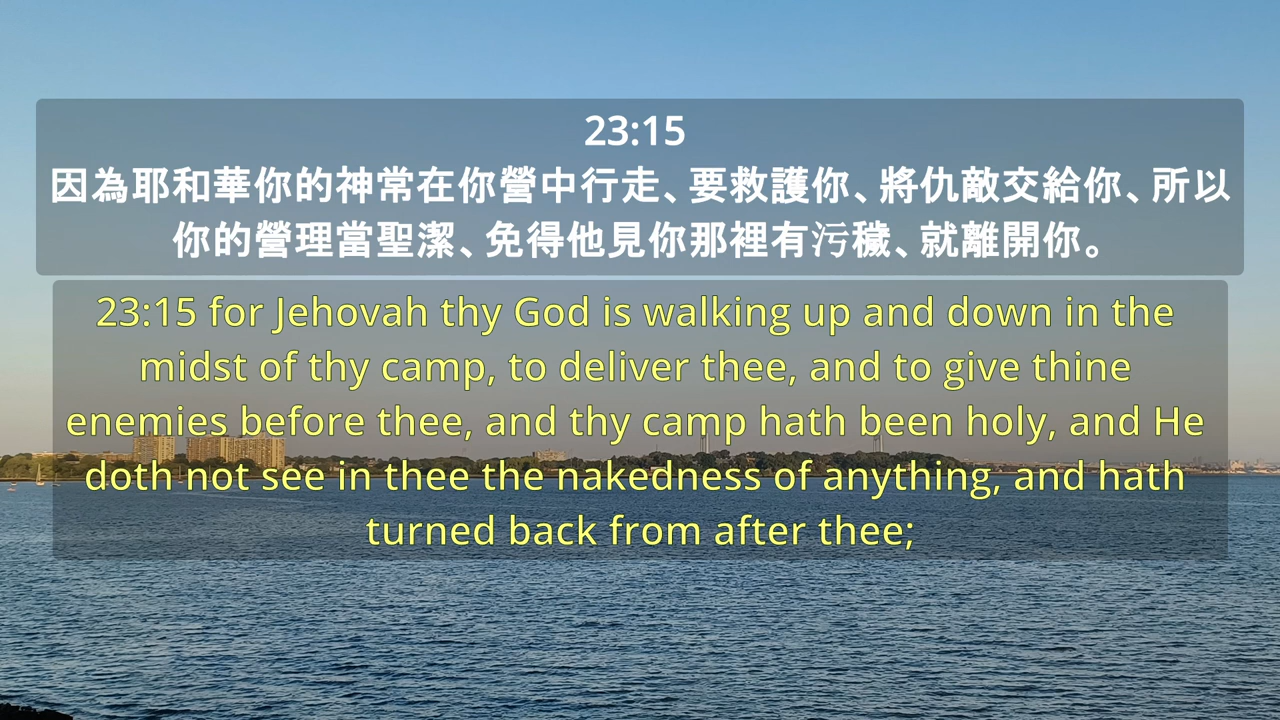 23:15
因為耶和華你的神常在你營中行走、要救護你、將仇敵交給你、所以
你的營理當聖潔、免得他見你那裡有污穢、就離開你。
23:15 for Jehovah thy God is walking up and down in the
midst of thy camp, to deliver thee, and to give thine
enemies before thee, and thy camp hath been holy, and He
doth not see in thee the nakedness of anything, and hath
turned back from after thee;